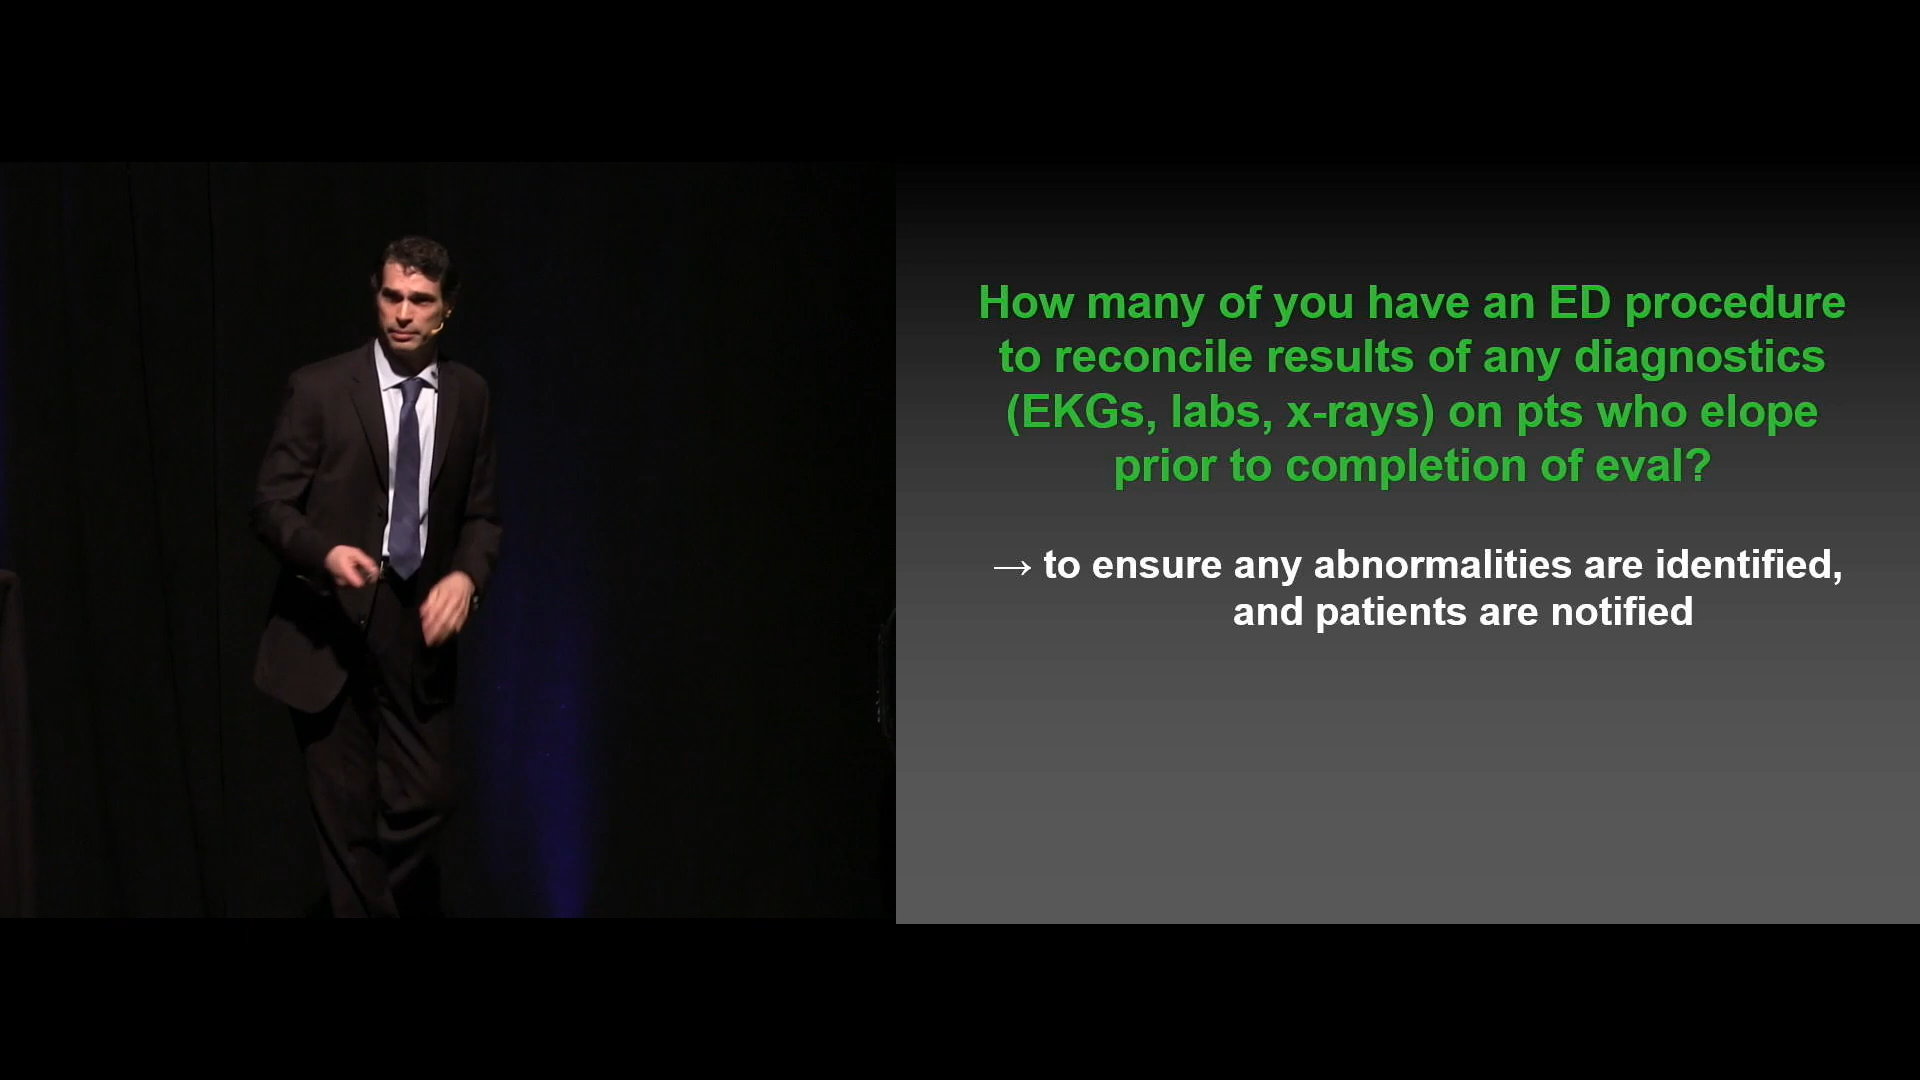 How many of you have an ED procedure
to reconcile results of any diagnostics
(EKGs, labs, x-rays) on pts who elope
prior to completion of eval?
→ to ensure any abnormalities are identified,
and patients are notified